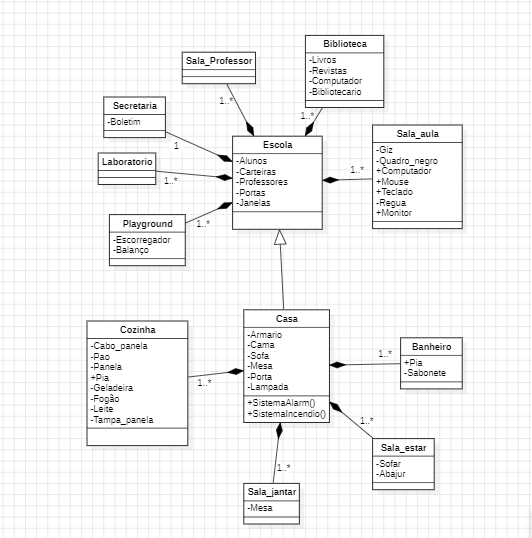 Biblioteca
-Livros
-Revistas
-Computador
-Bibliotecario
1..*
Sala_Professor
1..*
Secretaria
-Boletim
1
Escola
-Alunos
-Carteiras
-Professores
-Portas
-Janelas
Sala_aula
-Giz
-Quadro_negro
+Computador
+Mouse
+Teclado
-Regua
+Monitor
1..*
Laboratorio
1..*
Playground
-Escorregador
-Balanço
1..*
Casa
-Armario
-Cama
-Sofa
-Mesa
-Porta
-Lampada
+SistemaAlarm()
+SistemaIncendio()
Cozinha
-Cabo_panela
-Pao
-Panela
+Pia
-Geladeira
-Fogão
-Leite
-Tampa_panela
1..*
Banheiro
+Pia
-Sabonete
1..*
Sala_estar
-Sofar
-Abajur
1..*
Sala_jantar
-Mesa
1..*